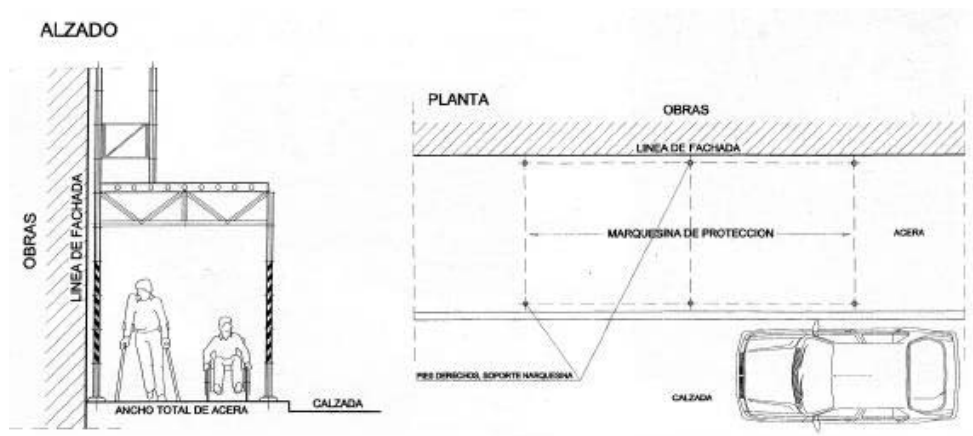 ALZADO
OBRAS
LINEA DE FACHADA
ANCHO TOTAL DE ACERA
CALZADA
PLANTA
OBRAS
LINEA DE FACHADA
MARQUESINA DE PROTECCION
ACERA
PIES DERECHOS, SOPORTE MARQUESINA
CALZADA